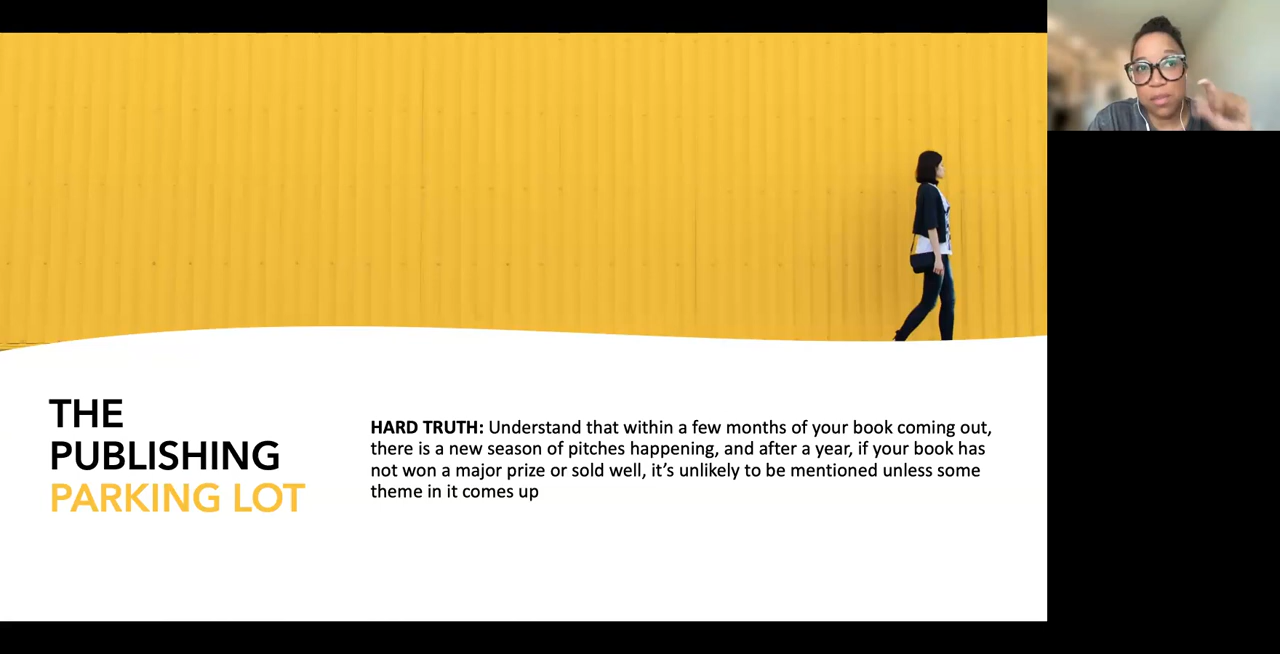 THE
PUBLISHING
PARKING LOT
HARD TRUTH: Understand that within a few months of your book coming out,
there is a new season of pitches happening, and after a year, if your book has
not won a major prize or sold well, it’s unlikely to be mentioned unless some
theme in it comes up